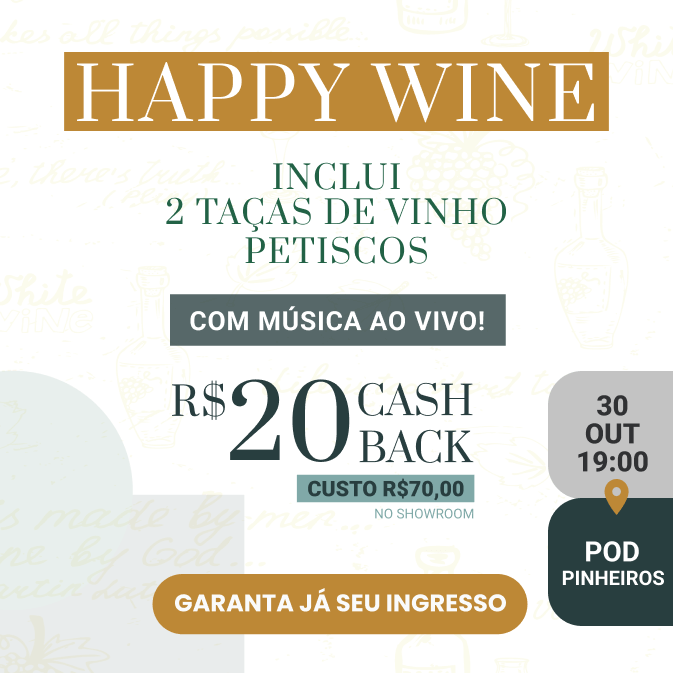 HAPPY WINE
INCLUI
2 TAÇAS DE VINHO
PETISCOS
COM MÚSICA AO VIVO!
R$20 CASH
BACK
CUSTO R$70,00
NO SHOWROOM
30
OUT
19:00
POD
PINHEIROS
GARANTA JÁ SEU INGRESSO